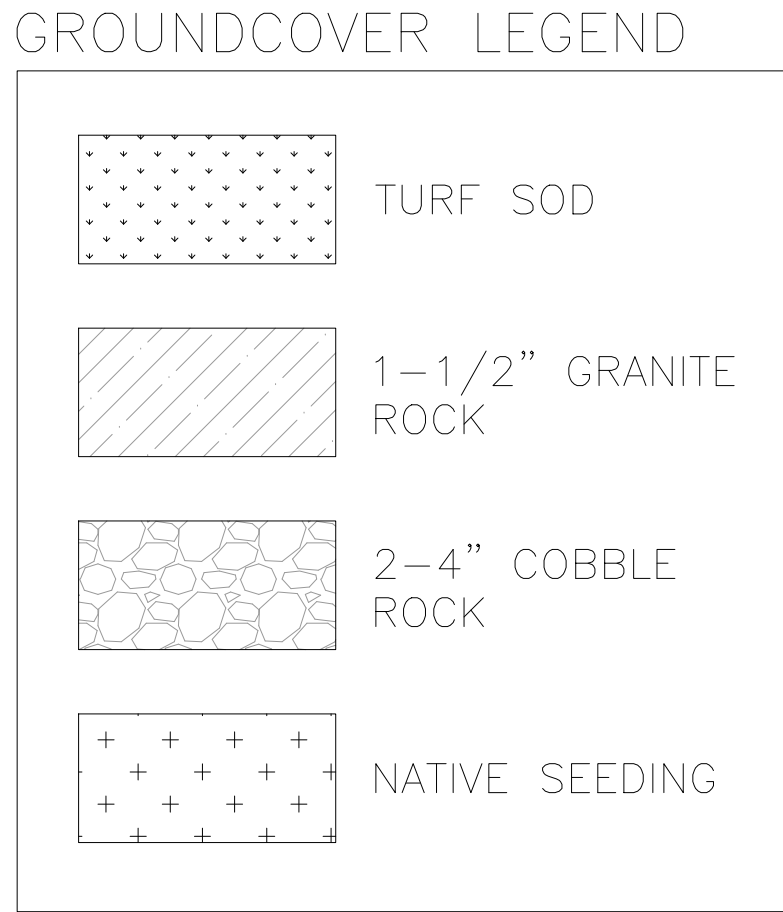 GROUNDCOVER LEGEND
TURF SOD
1-1/2” GRANITE
ROCK
2-4” COBBLE
ROCK
NATIVE SEEDING